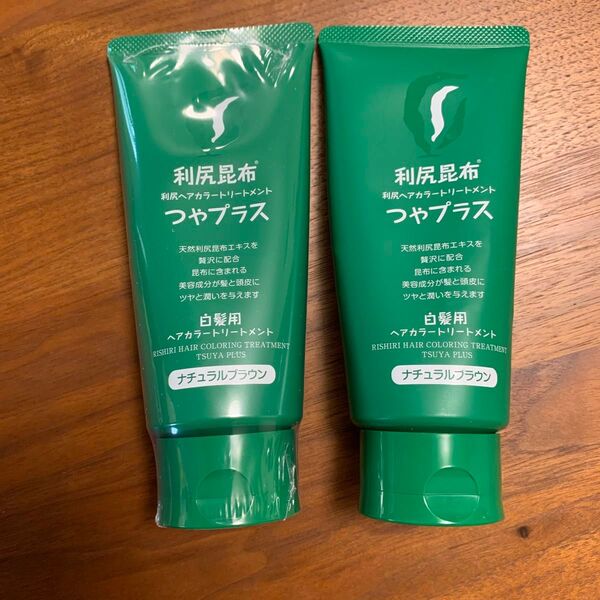 利尻昆布®
利尻ヘアカラートリートメント
つやプラス
天然利尻昆布エキスを
贅沢に配合
昆布に含まれる
美容成分が髪と頭皮に
ツヤと潤いを与えます
白髪用
ヘアカラートリートメント
RISHIRI HAIR COLORING TREATMENT
TSUYA PLUS
ナチュラルブラウン
利尻昆布®
利尻ヘアカラートリートメント
つやプラス
天然利尻昆布エキスを
贅沢に配合
昆布に含まれる
美容成分が髪と頭皮に
ツヤと潤いを与えます
白髪用
ヘアカラートリートメント
RISHIRI HAIR COLORING TREATMENT
TSUYA PLUS
ナチュラルブラウン